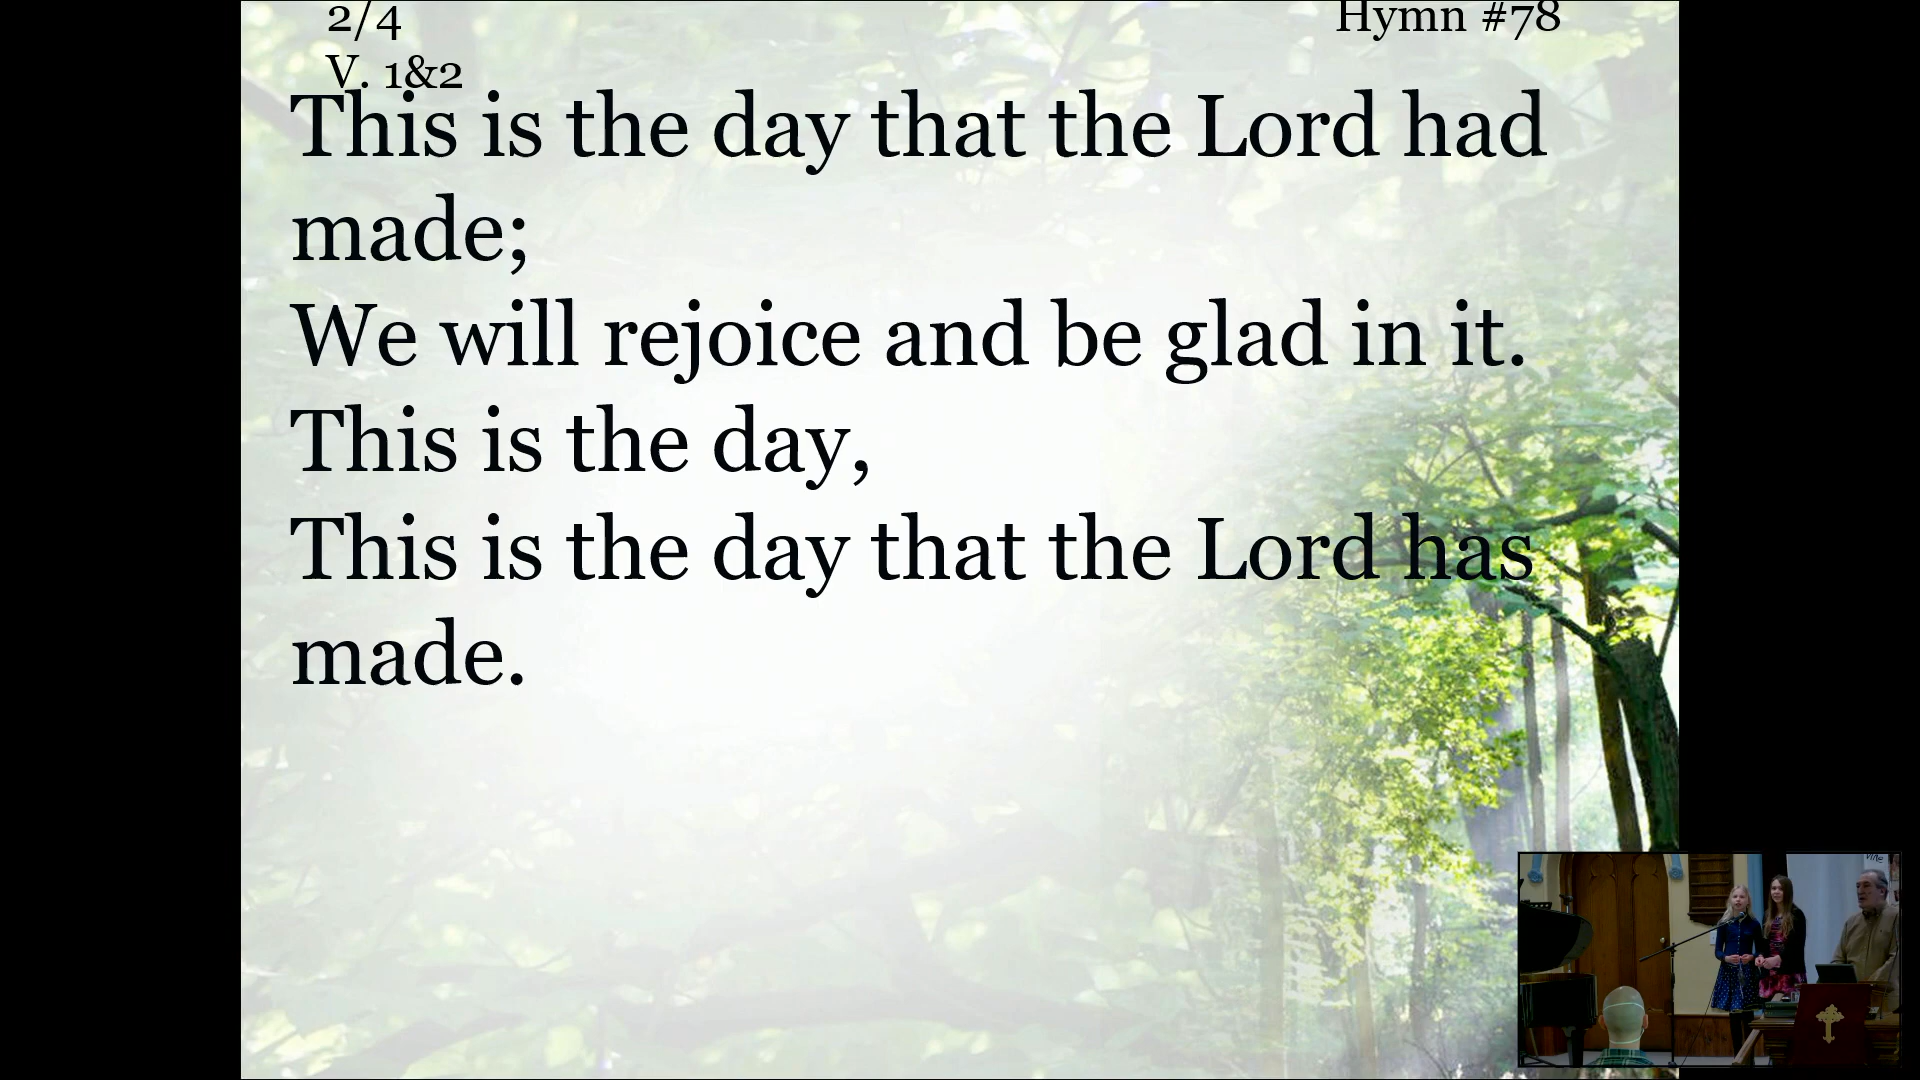 2/4
Hymn #78
V. 1&2
This is the day that the Lord had
made;
We will rejoice and be glad in it.
This is the day,
This is the day that the Lord has
made.